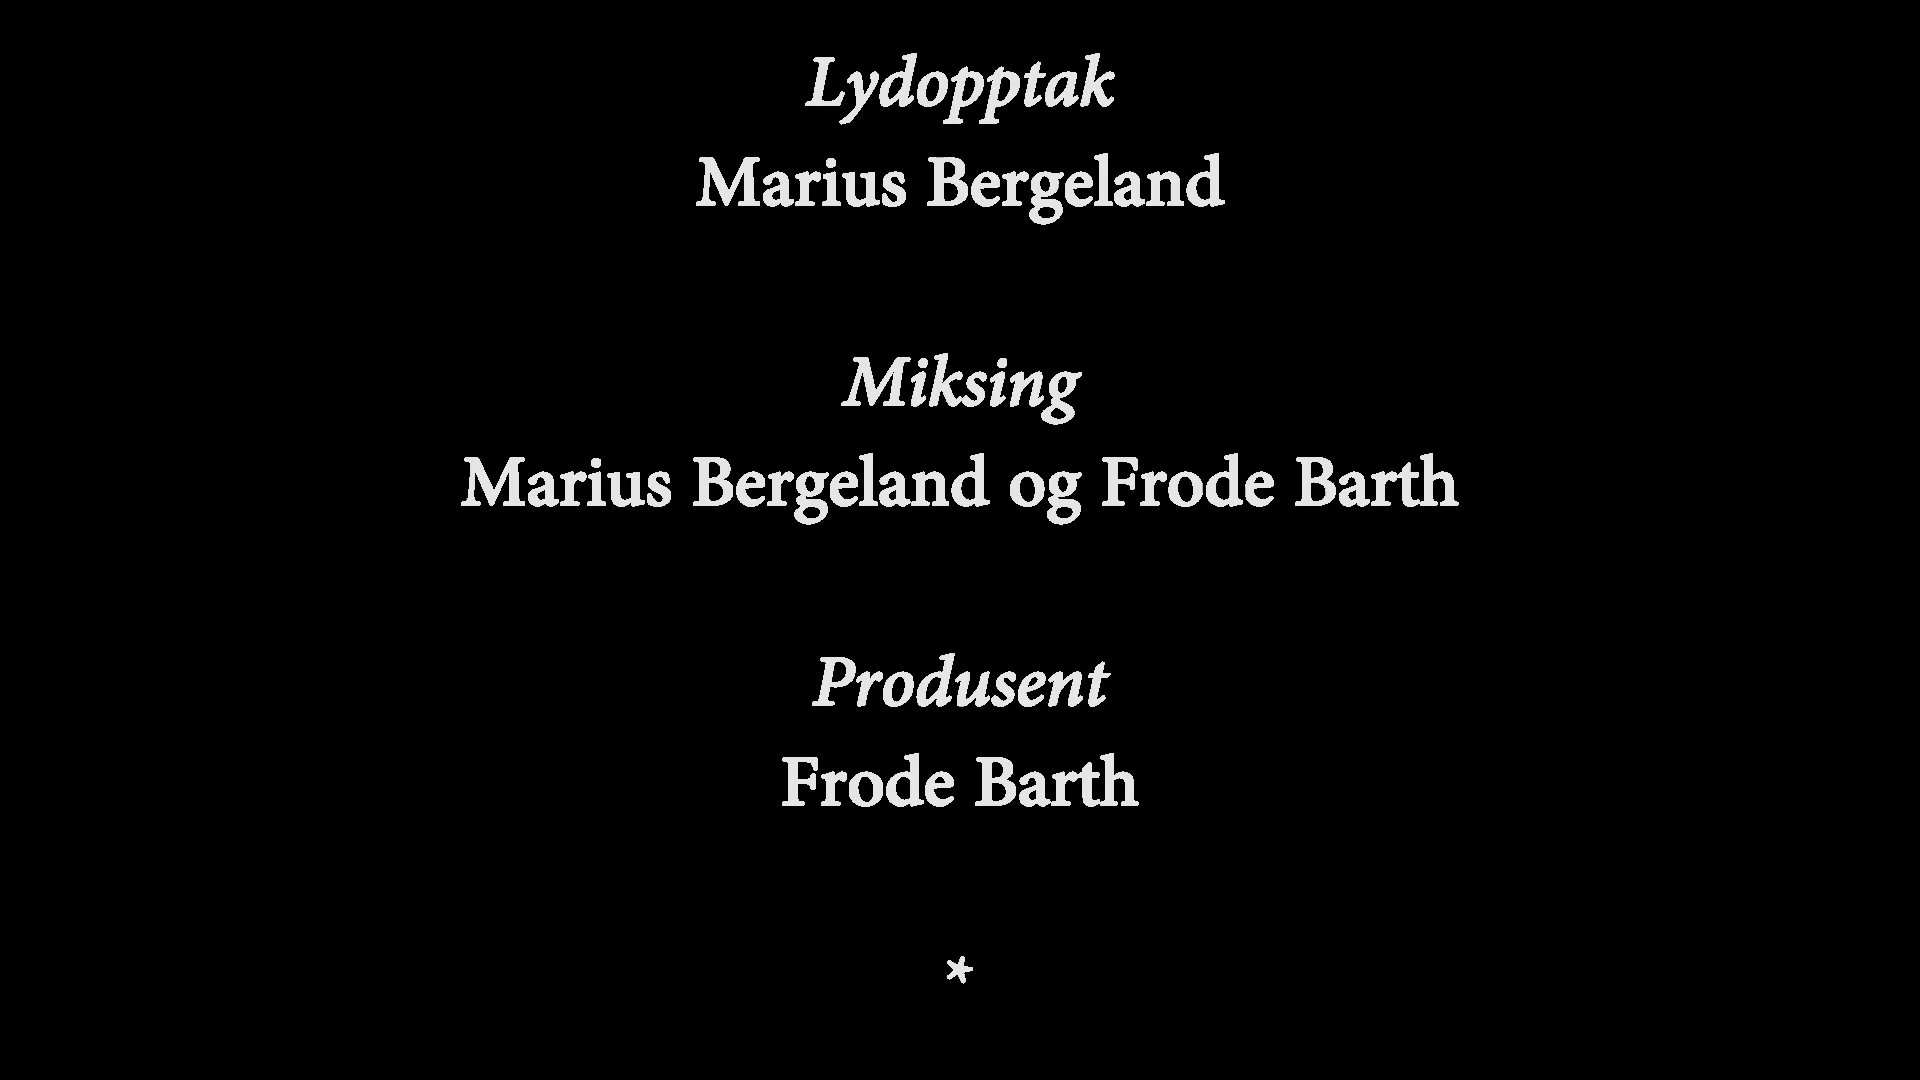 Lydopptak
Marius Bergeland
Miksing
Marius Bergeland og Frode Barth
Produsent
Frode Barth
*